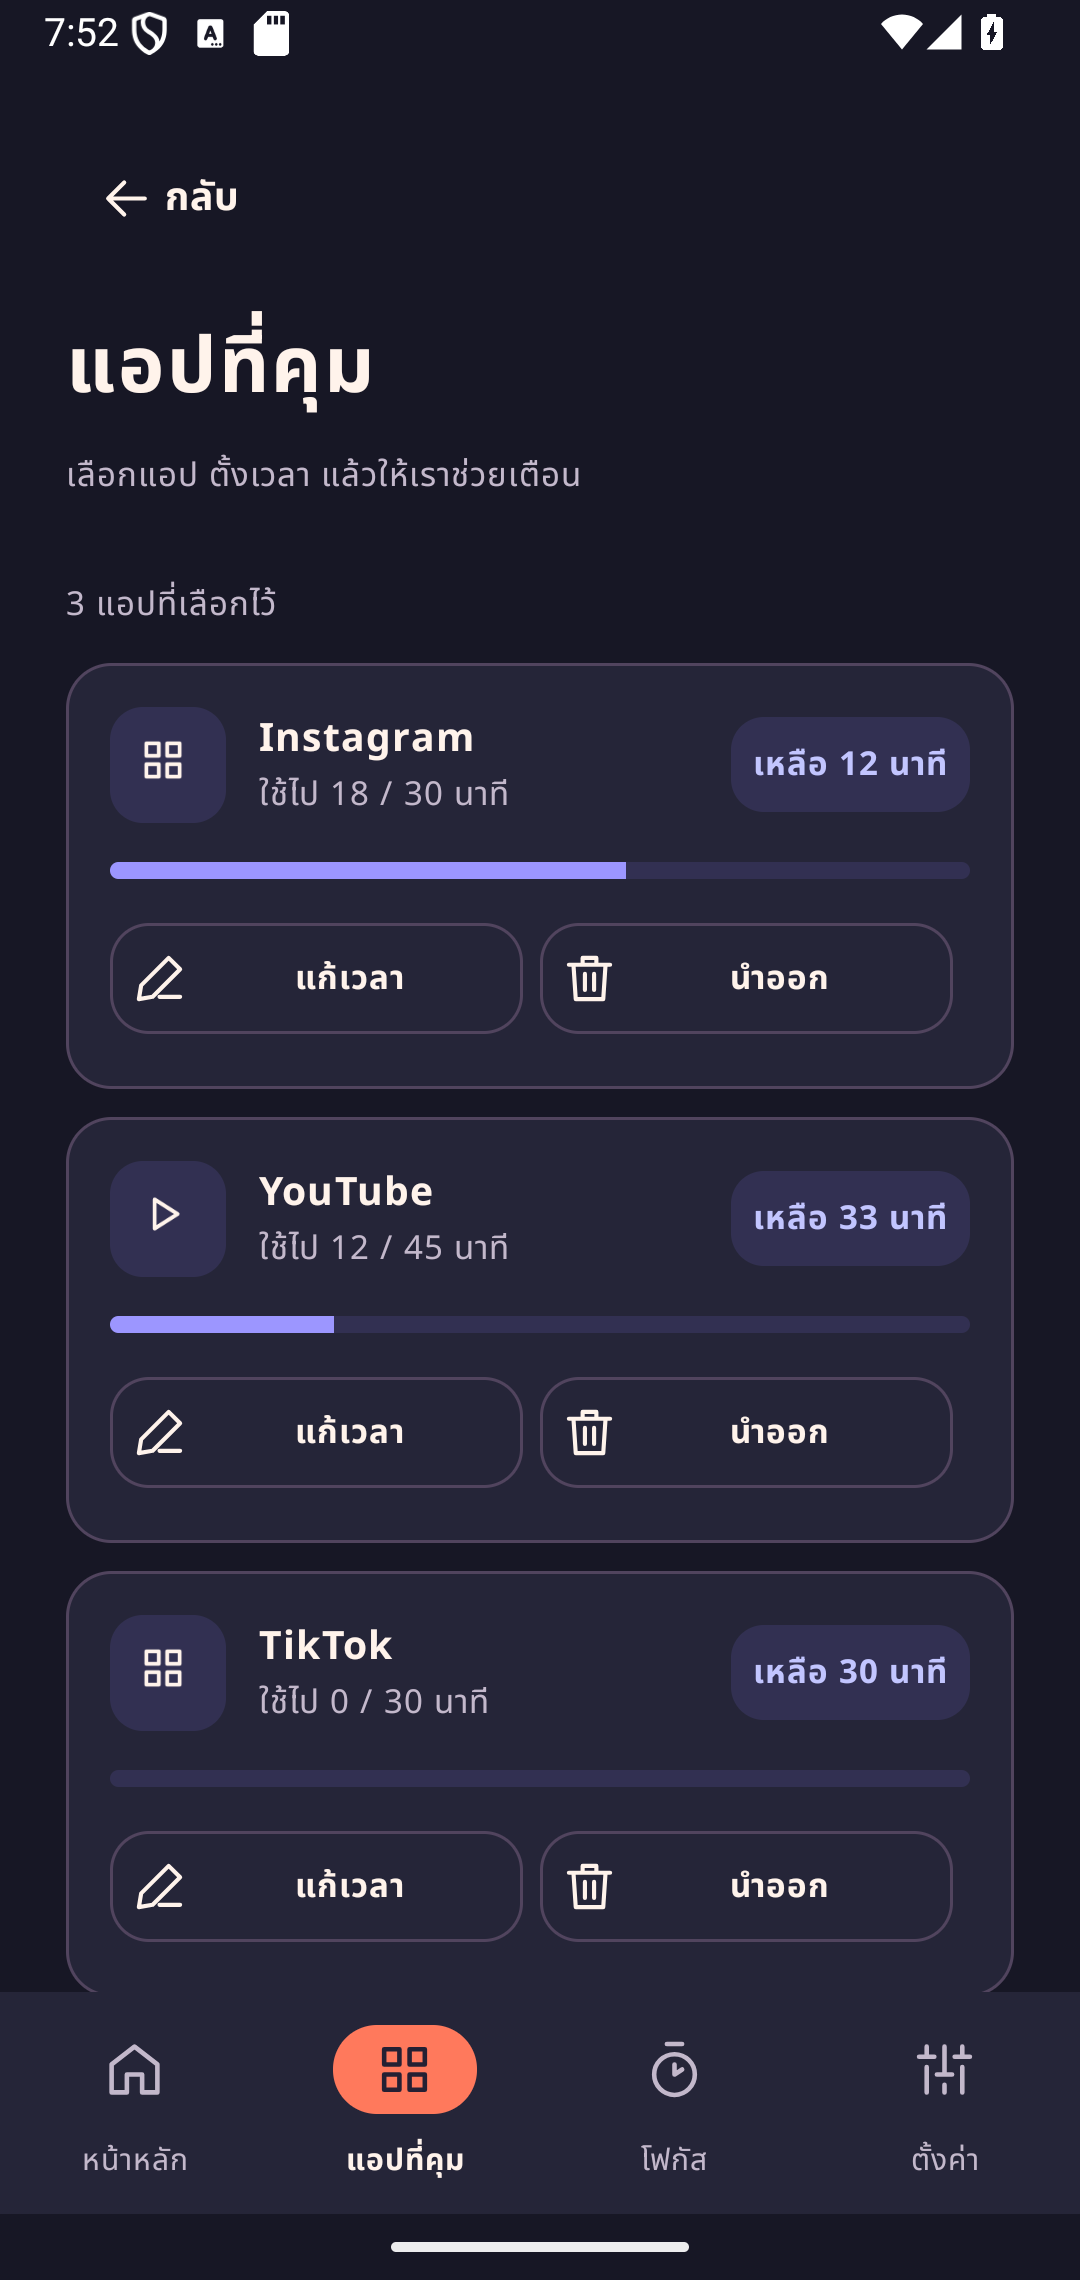 7:52
กลับ
แอปที่คุม
เลือกแอป ตั้งเวลา แล้วให้เราช่วยเตือน
3 แอปที่เลือกไว้
Instagram
ใช้ไป 18 / 30 นาที
เหลือ 12 นาที
แก้เวลา
นำออก
YouTube
ใช้ไป 12 / 45 นาที
เหลือ 33 นาที
แก้เวลา
นำออก
TikTok
ใช้ไป 0 / 30 นาที
เหลือ 30 นาที
แก้เวลา
นำออก
หน้าหลัก
แอปที่คุม
โฟกัส
ตั้งค่า